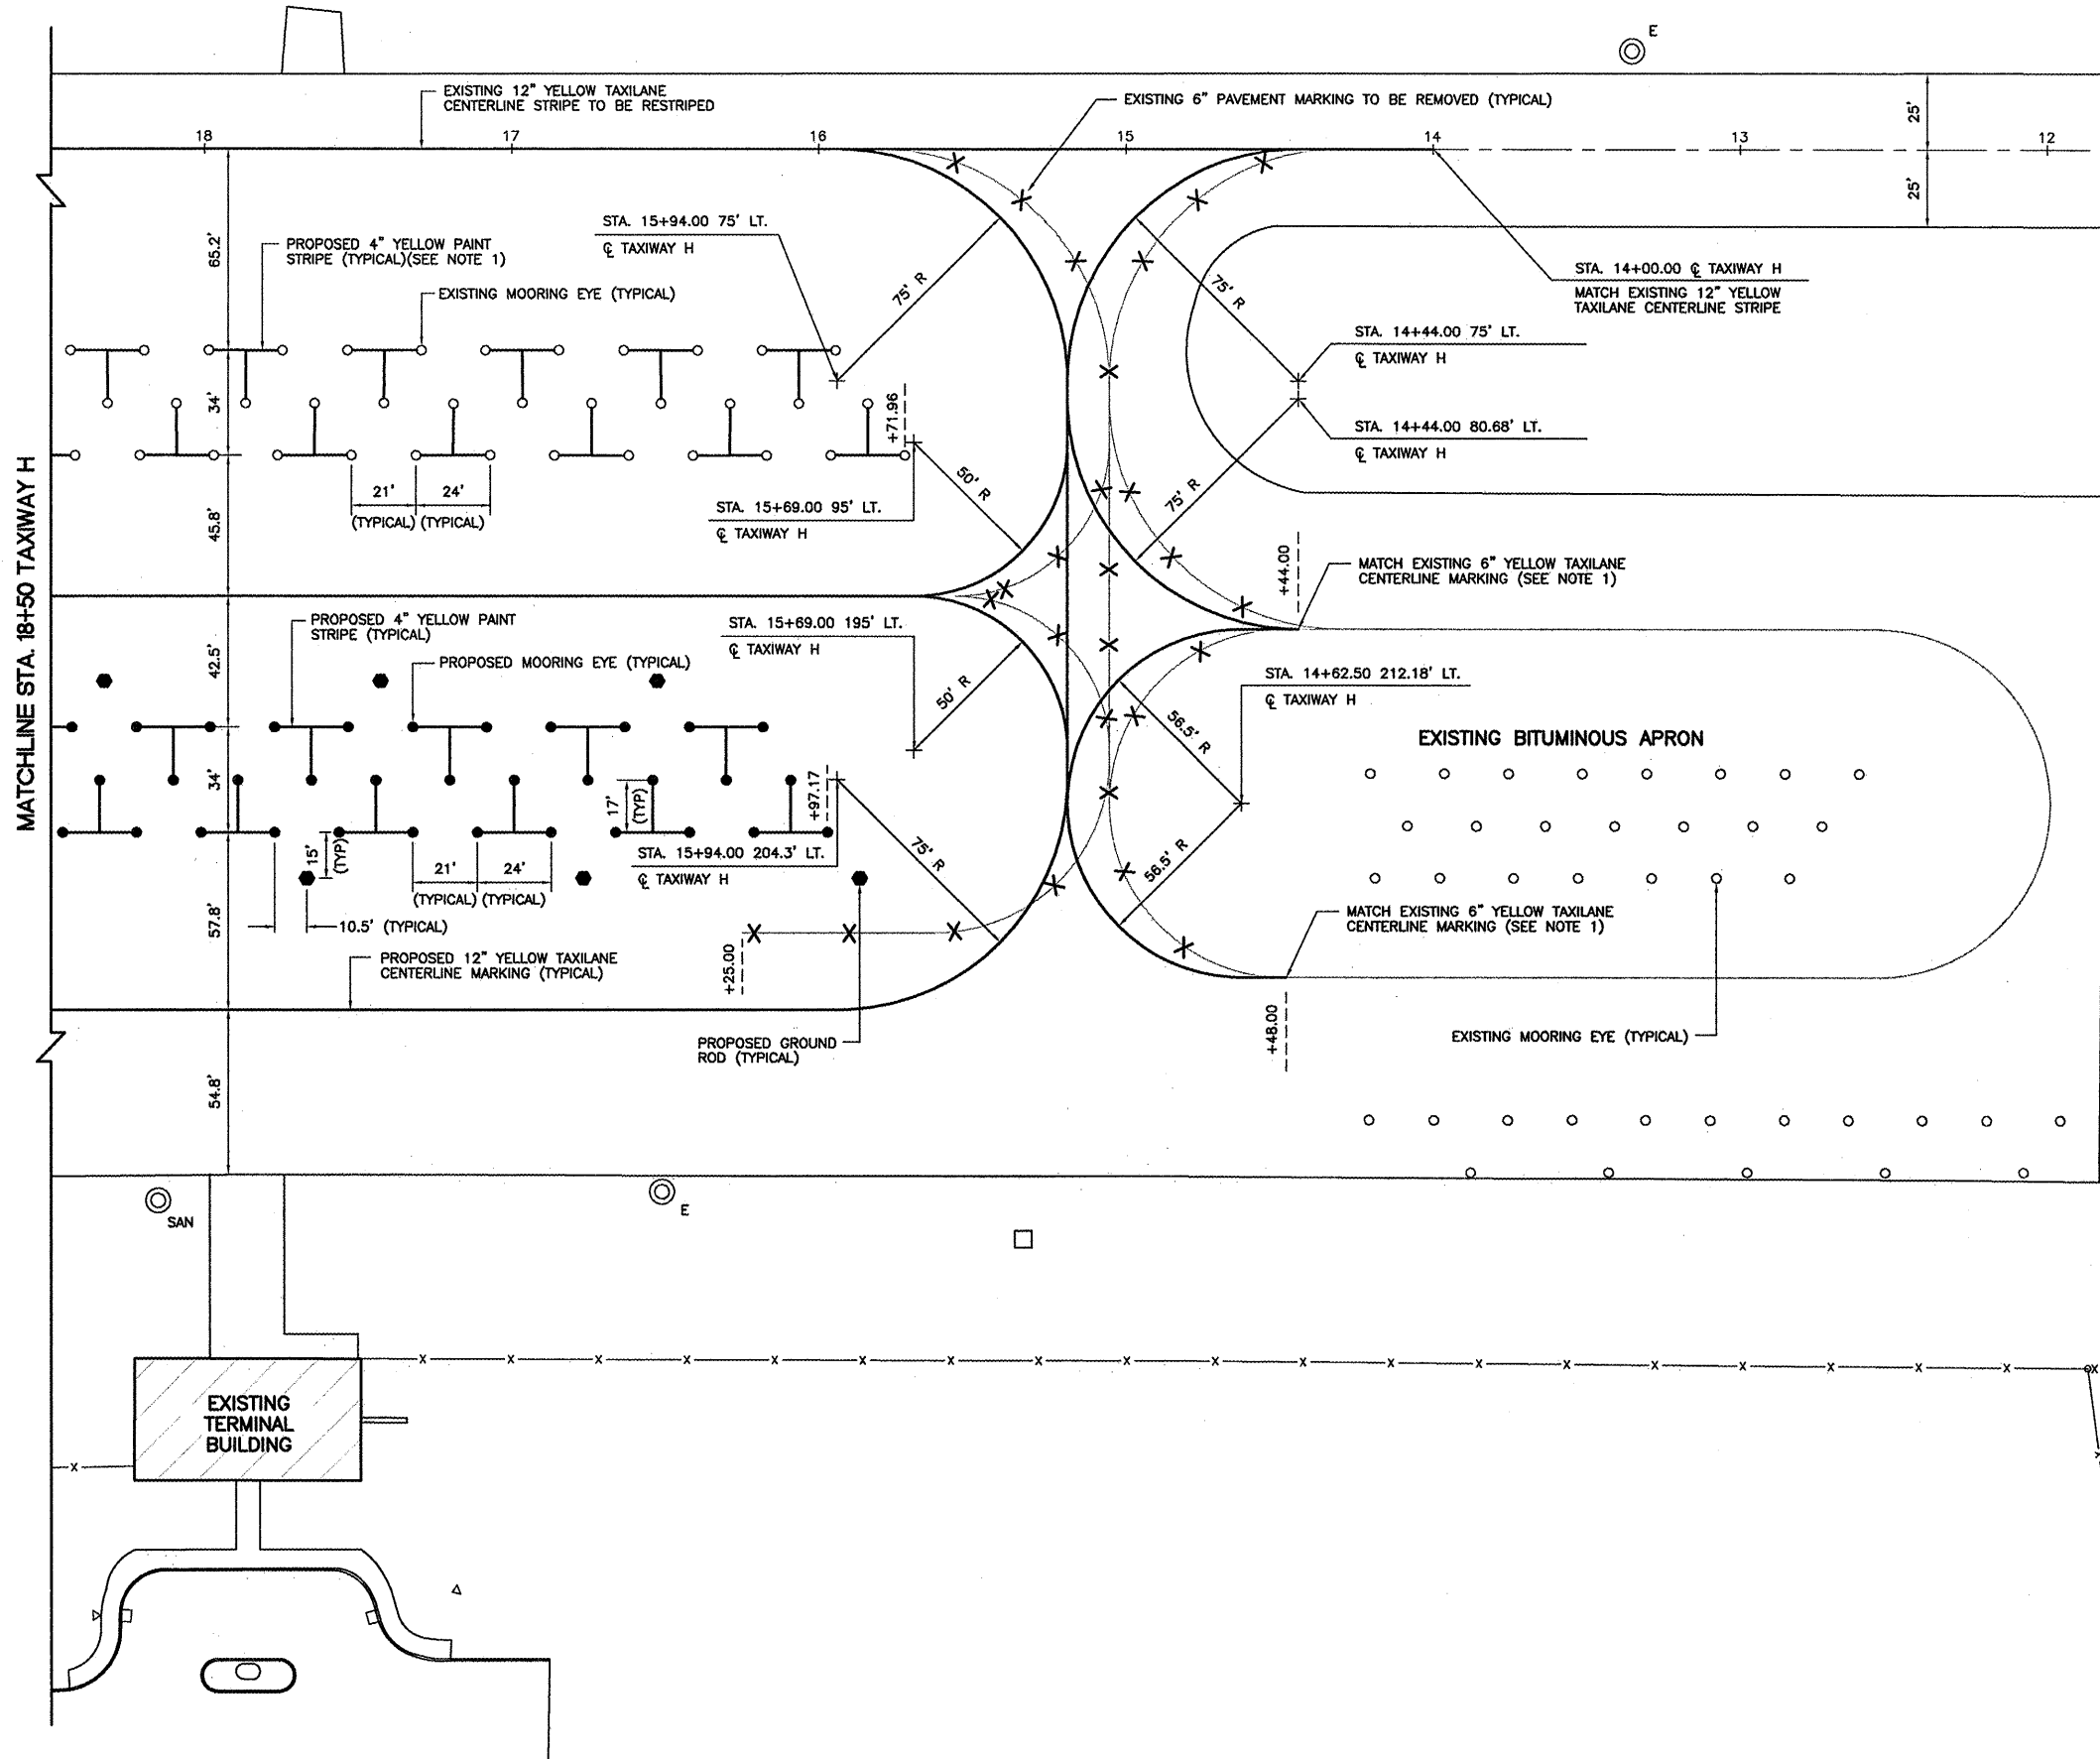 E
EXISTING 12" YELLOW TAXILANE
CENTERLINE STRIPE TO BE RESTRIPED
EXISTING 6" PAVEMENT MARKING TO BE REMOVED (TYPICAL)
25'
18
17
16
15
14
13
12
25'
65.2'
STA. 15+94.00 75' LT.
℄ TAXIWAY H
PROPOSED 4" YELLOW PAINT
STRIPE (TYPICAL)(SEE NOTE 1)
EXISTING MOORING EYE (TYPICAL)
75' R
75' R
STA. 14+00.00 ℄ TAXIWAY H
MATCH EXISTING 12" YELLOW
TAXILANE CENTERLINE STRIPE
STA. 14+44.00 75' LT.
℄ TAXIWAY H
34'
+71.96
STA. 14+44.00 80.68' LT.
℄ TAXIWAY H
MATCHLINE STA. 18+50 TAXIWAY H
21'
24'
(TYPICAL)
(TYPICAL)
50' R
75' R
STA. 15+69.00 95' LT.
℄ TAXIWAY H
45.8'
+44.00
MATCH EXISTING 6" YELLOW TAXILANE
CENTERLINE MARKING (SEE NOTE 1)
PROPOSED 4" YELLOW PAINT
STRIPE (TYPICAL)
STA. 15+69.00 195' LT.
℄ TAXIWAY H
42.5'
PROPOSED MOORING EYE (TYPICAL)
50' R
STA. 14+62.50 212.18' LT.
℄ TAXIWAY H
56.5' R
EXISTING BITUMINOUS APRON
34'
17'
(TYP)
+97.17
STA. 15+94.00 204.3' LT.
℄ TAXIWAY H
15'
(TYP)
21'
24'
(TYPICAL)
(TYPICAL)
75' R
56.5' R
57.8'
10.5' (TYPICAL)
MATCH EXISTING 6" YELLOW TAXILANE
CENTERLINE MARKING (SEE NOTE 1)
PROPOSED 12" YELLOW TAXILANE
CENTERLINE MARKING (TYPICAL)
+25.00
+48.00
PROPOSED GROUND
ROD (TYPICAL)
EXISTING MOORING EYE (TYPICAL)
54.8'
SAN
E
EXISTING
TERMINAL
BUILDING